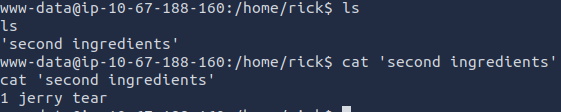 www-data@ip-10-67-188-160:/home/rick$ ls
ls
'second ingredients'
www-data@ip-10-67-188-160:/home/rick$ cat 'second ingredients'
cat 'second ingredients'
1 jerry tear